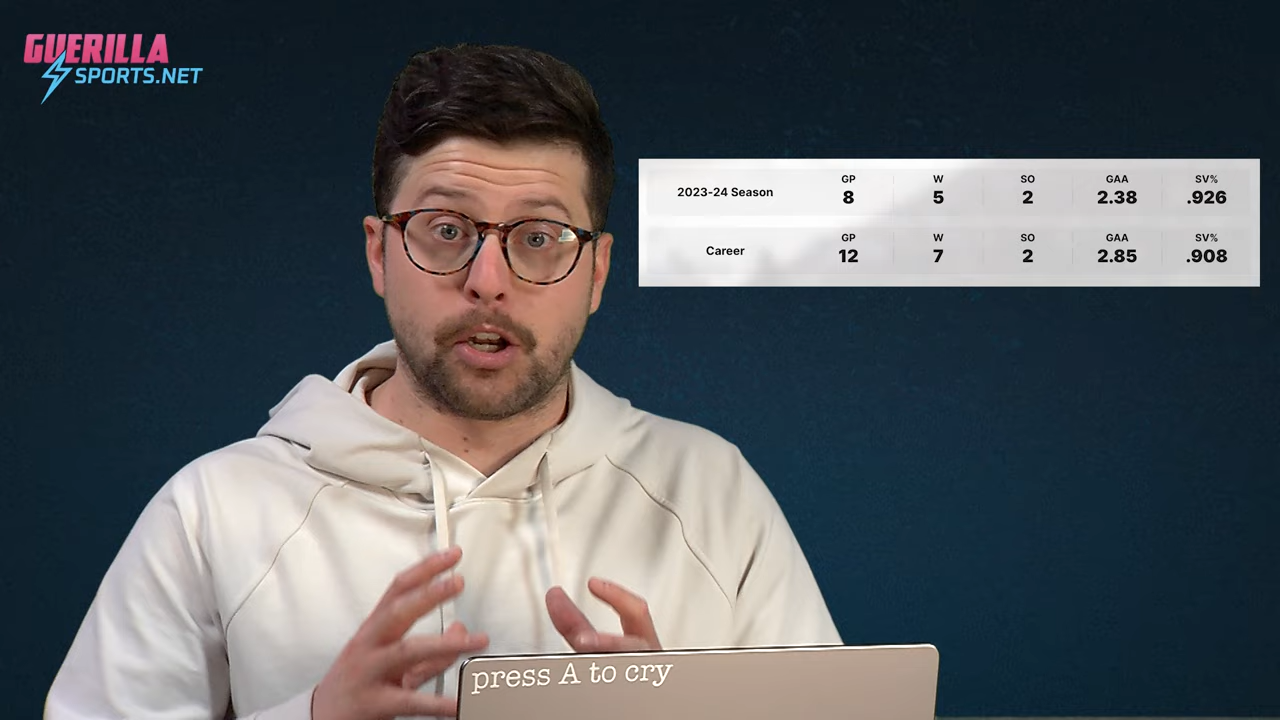 GUERILLA
SPORTS.NET
GP W SO GAA SV%
2023-24 Season 8 5 2 2.38 .926
GP W SO GAA SV%
Career 12 7 2 2.85 .908
press A to cry